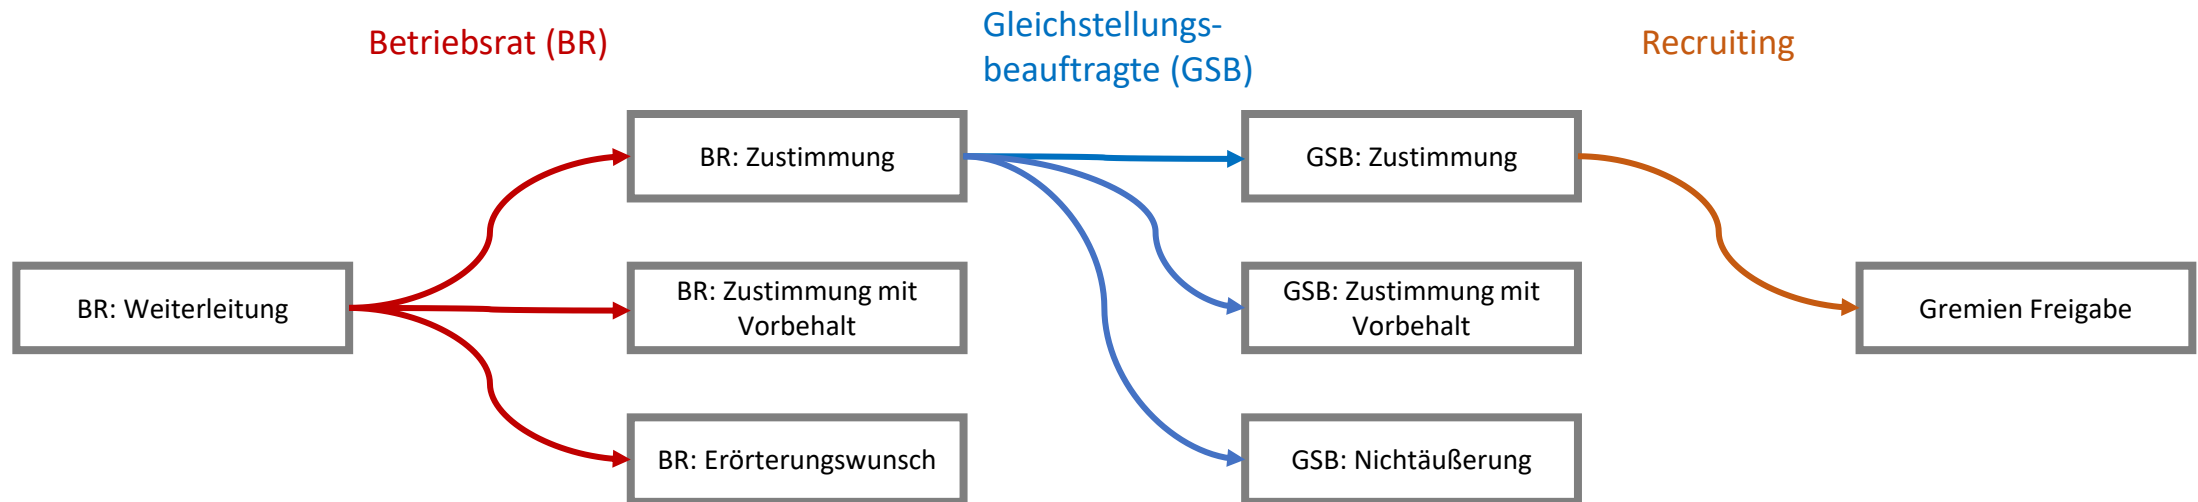 Betriebsrat (BR)
Gleichstellungs-
beauftragte (GSB)
Recruiting
BR: Zustimmung
GSB: Zustimmung
BR: Weiterleitung
BR: Zustimmung mit
Vorbehalt
GSB: Zustimmung mit
Vorbehalt
Gremien Freigabe
BR: Erörterungswunsch
GSB: Nichtäußerung